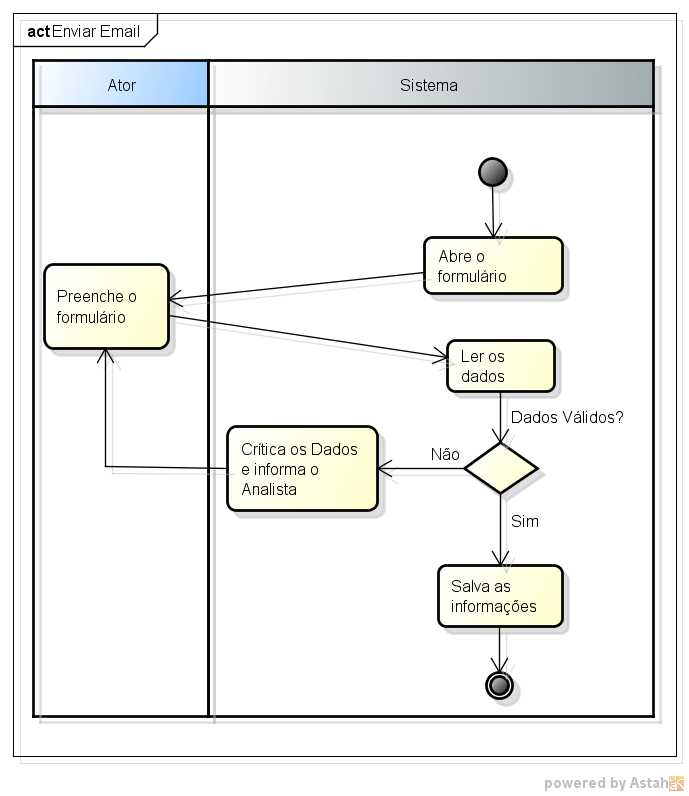 act Enviar Email
Ator
Sistema
Abre o
formulário
Preenche o
formulário
Ler os
dados
Dados Válidos?
Não
Crítica os Dados
e informa o
Analista
Sim
Salva as
informações
powered by Astah